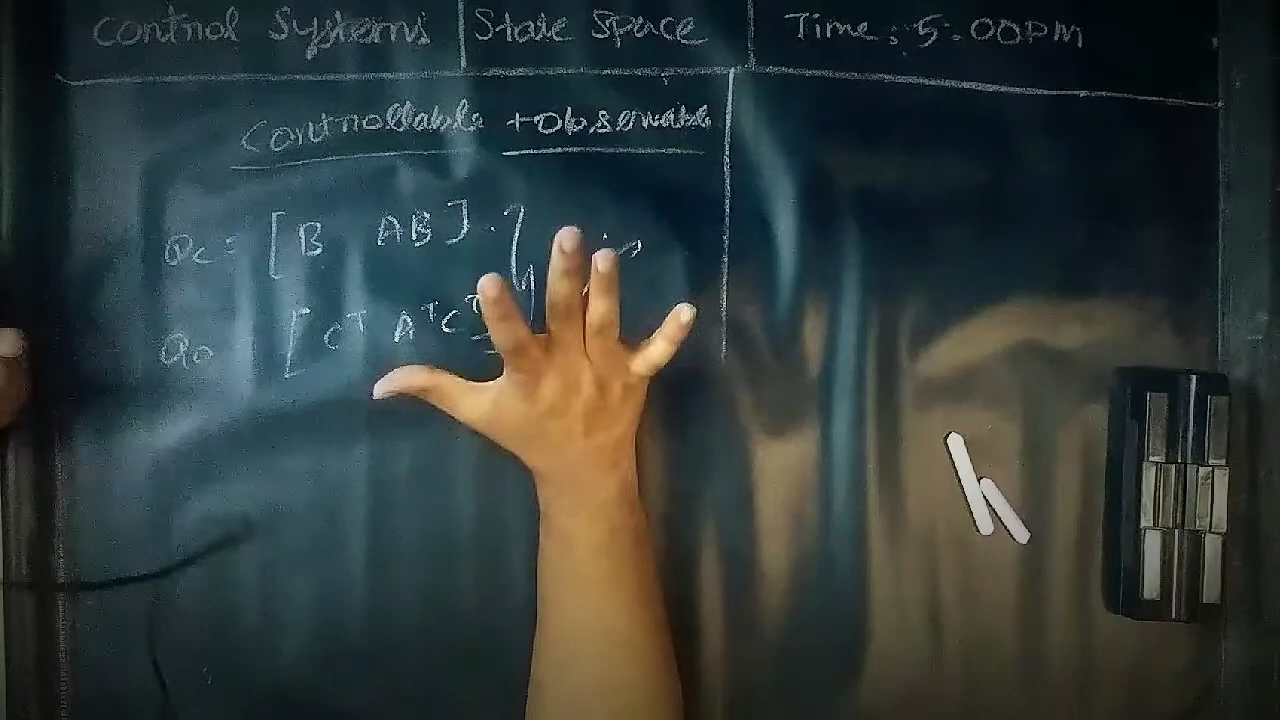 Control Systems | State Space | Time: 5:00PM
Controllable + Observable
Qc = [B AB]
Qo [CT ATCT